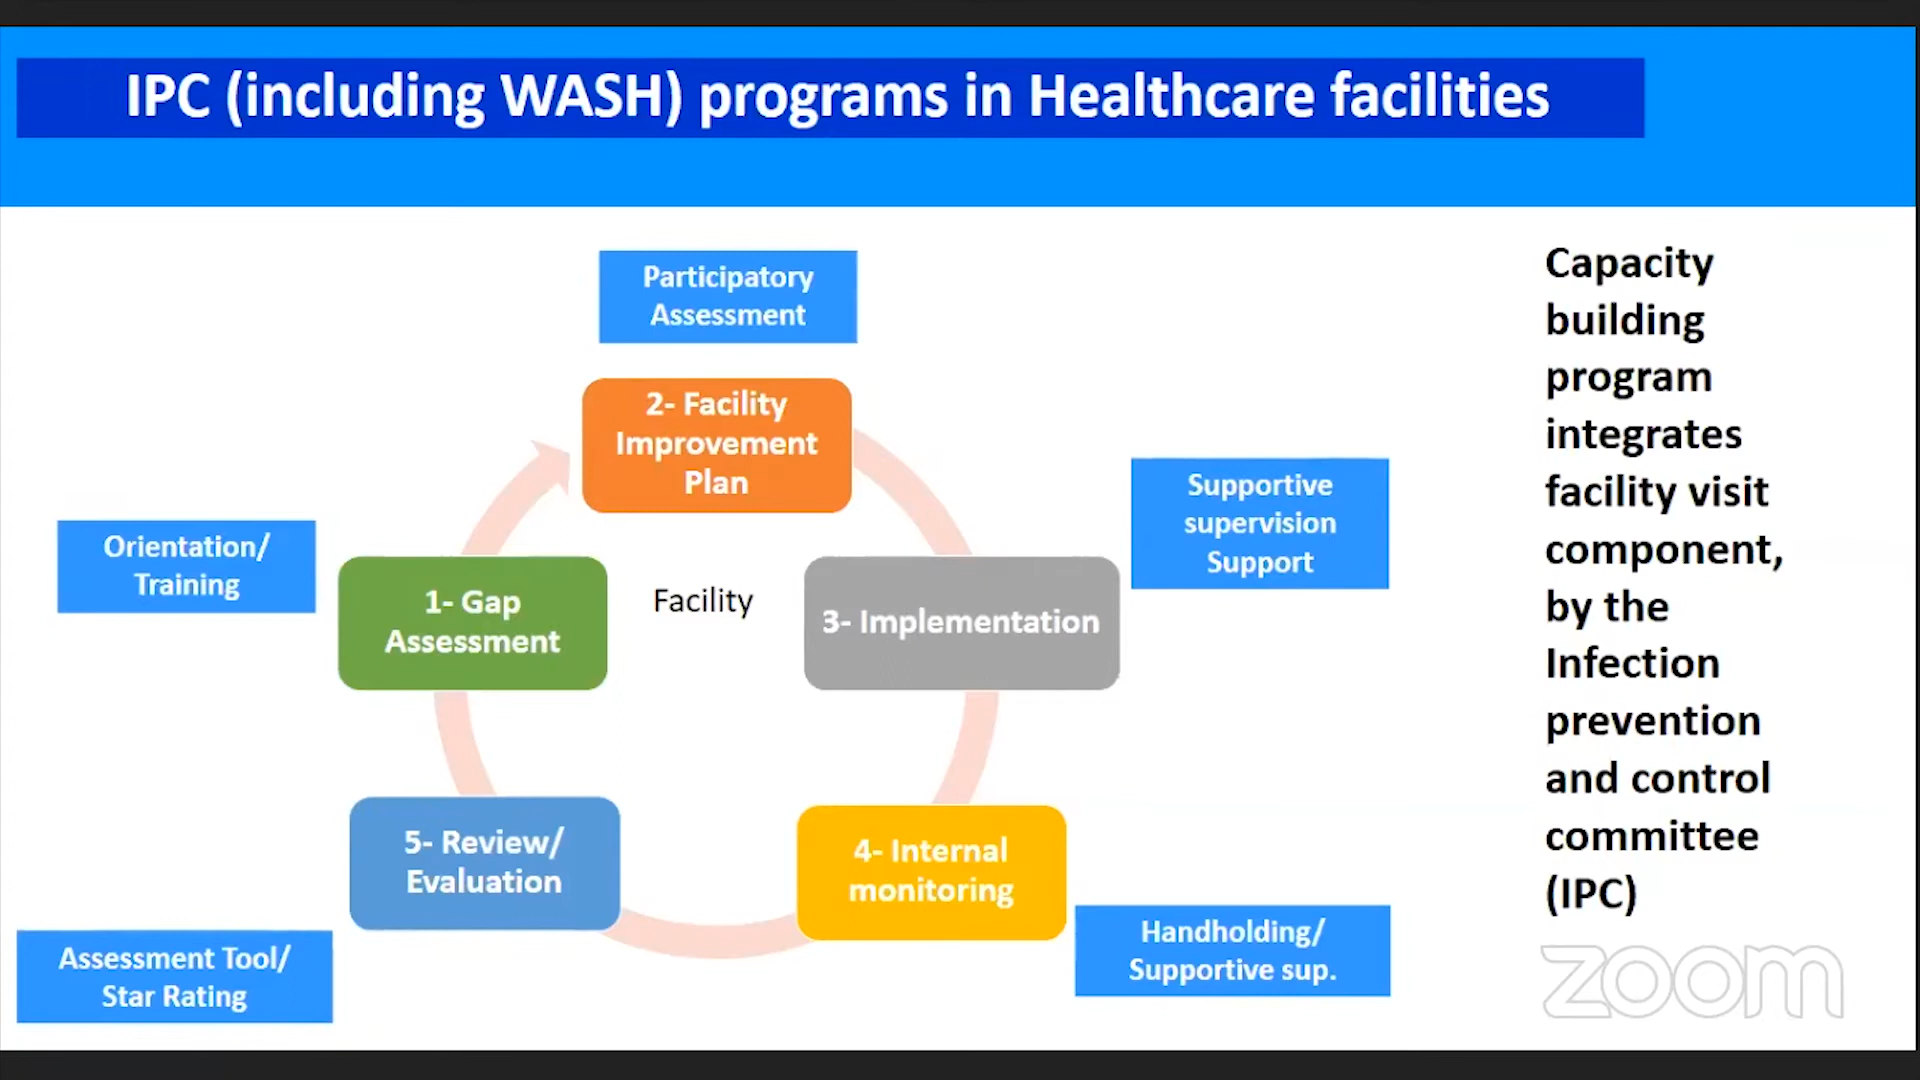 IPC (including WASH) programs in Healthcare facilities
Participatory
Assessment
2- Facility
Improvement
Plan
Supportive
supervision
Support
Orientation/
Training
1- Gap
Assessment
Facility
3- Implementation
5- Review/
Evaluation
4- Internal
monitoring
Assessment Tool/
Star Rating
Handholding/
Supportive sup.
Capacity
building
program
integrates
facility visit
component,
by the
Infection
prevention
and control
committee
(IPC)
zoom